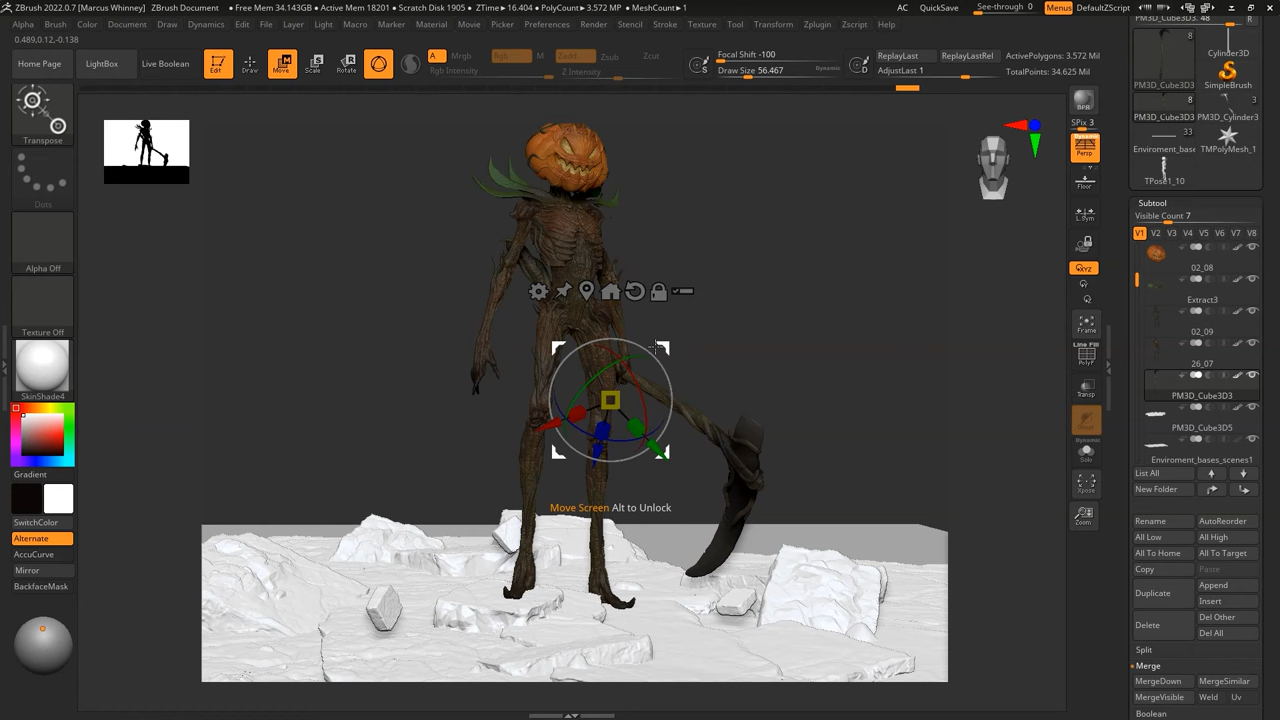 ZBrush 2022.0.7 [Marcus Whinney] ZBrush Document ● Free Mem 34.143GB ● Active Mem 18201 ● Scratch Disk 1905 ● ZTime▸16.404 ● PolyCount▸3.572 MP ● MeshCount▸1 AC QuickSave See-through 0 Menus DefaultZScript
Alpha Brush Color Document Draw Dynamics Edit File Layer Light Macro Marker Material Movie Picker Preferences Render Stencil Stroke Texture Tool Transform Zplugin Zscript Help
0.489,0.12,-0.138
Home Page LightBox Live Boolean Edit Draw Move Scale Rotate A Mrgb Rgb M Zadd Zsub Zcut
Rgb Intensity Z Intensity
Focal Shift -100
Draw Size 56.467 Dynamic
S D
ReplayLast ReplayLastRel
AdjustLast 1
ActivePolygons: 3.572 Mil
TotalPoints: 34.625 Mil
Transpose
Dots
Alpha Off
Texture Off
SkinShade4
Gradient
SwitchColor
Alternate
AccuCurve
Mirror
BackfaceMask
Move Screen Alt to Unlock
BPR
SPix 3
Dynamic
Persp
Floor
L.Sym
XYZ
Frame
Line Fill
PolyF
Transp
Dynamic
Solo
Xpose
Zoom
PM3D_Cube3D3. 48 R
8 Cylinder3D
PM3D_Cube3D3 SimpleBrush
8 3
PM3D_Cube3D3 PM3D_Cylinder3
33
Enviroment_base TMPolyMesh_1
TPose1_10
Subtool
Visible Count 7
V1 V2 V3 V4 V5 V6 V7 V8
02_08
Extract3
02_09
26_07
PM3D_Cube3D3
PM3D_Cube3D5
Enviroment_bases_scenes1
List All
New Folder
Rename AutoReorder
All Low All High
All To Home All To Target
Copy Paste
Duplicate Append
Insert
Delete Del Other
Del All
Split
Merge
MergeDown MergeSimilar
MergeVisible Weld Uv
Boolean